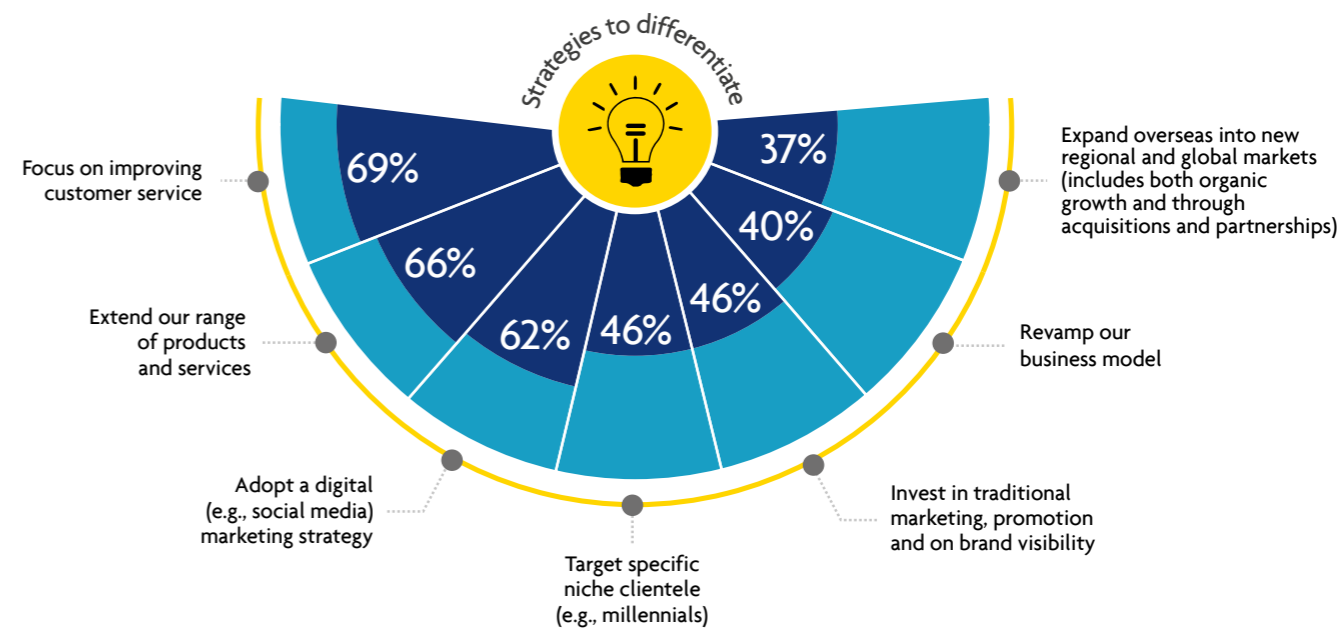 Strategies to differentiate
69%
66%
62%
46%
46%
40%
37%
Focus on improving
customer service
Extend our range
of products
and services
Adopt a digital
(e.g., social media)
marketing strategy
Target specific
niche clientele
(e.g., millennials)
Invest in traditional
marketing, promotion
and on brand visibility
Revamp our
business model
Expand overseas into new
regional and global markets
(includes both organic
growth and through
acquisitions and partnerships)